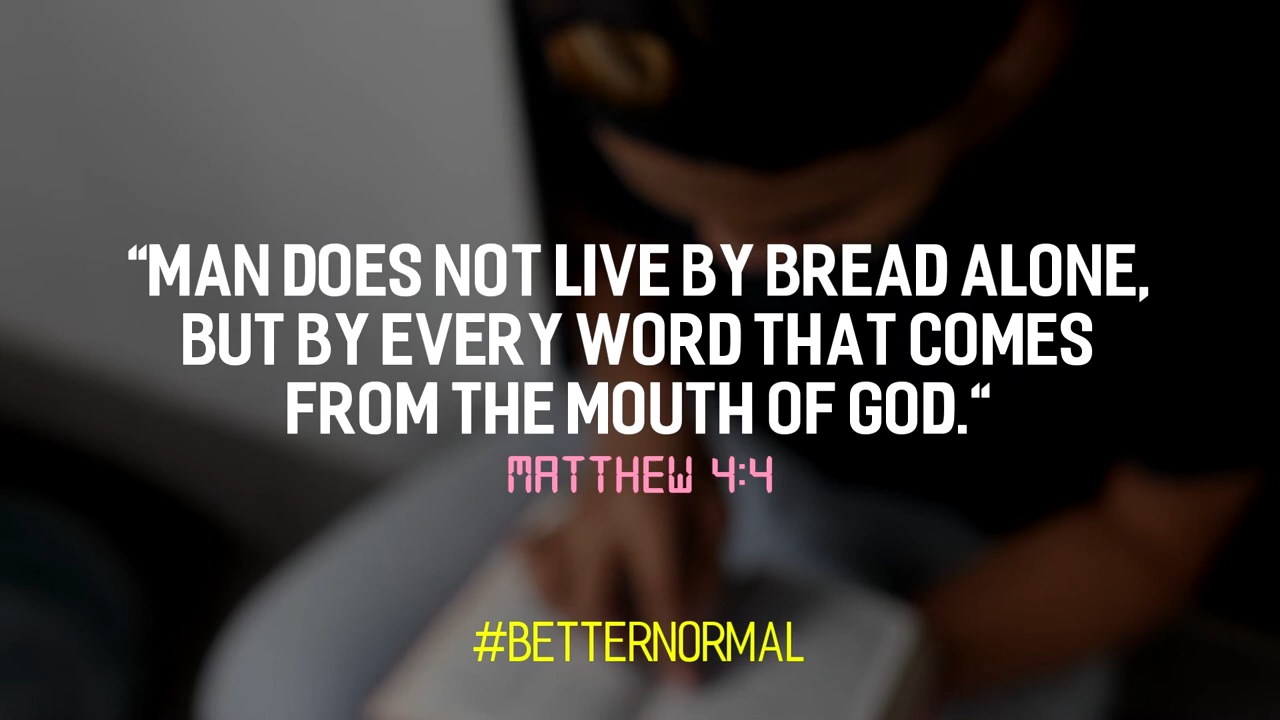 “MAN DOES NOT LIVE BY BREAD ALONE,
BUT BY EVERY WORD THAT COMES
FROM THE MOUTH OF GOD.“
MATTHEW 4:4
#BETTERNORMAL